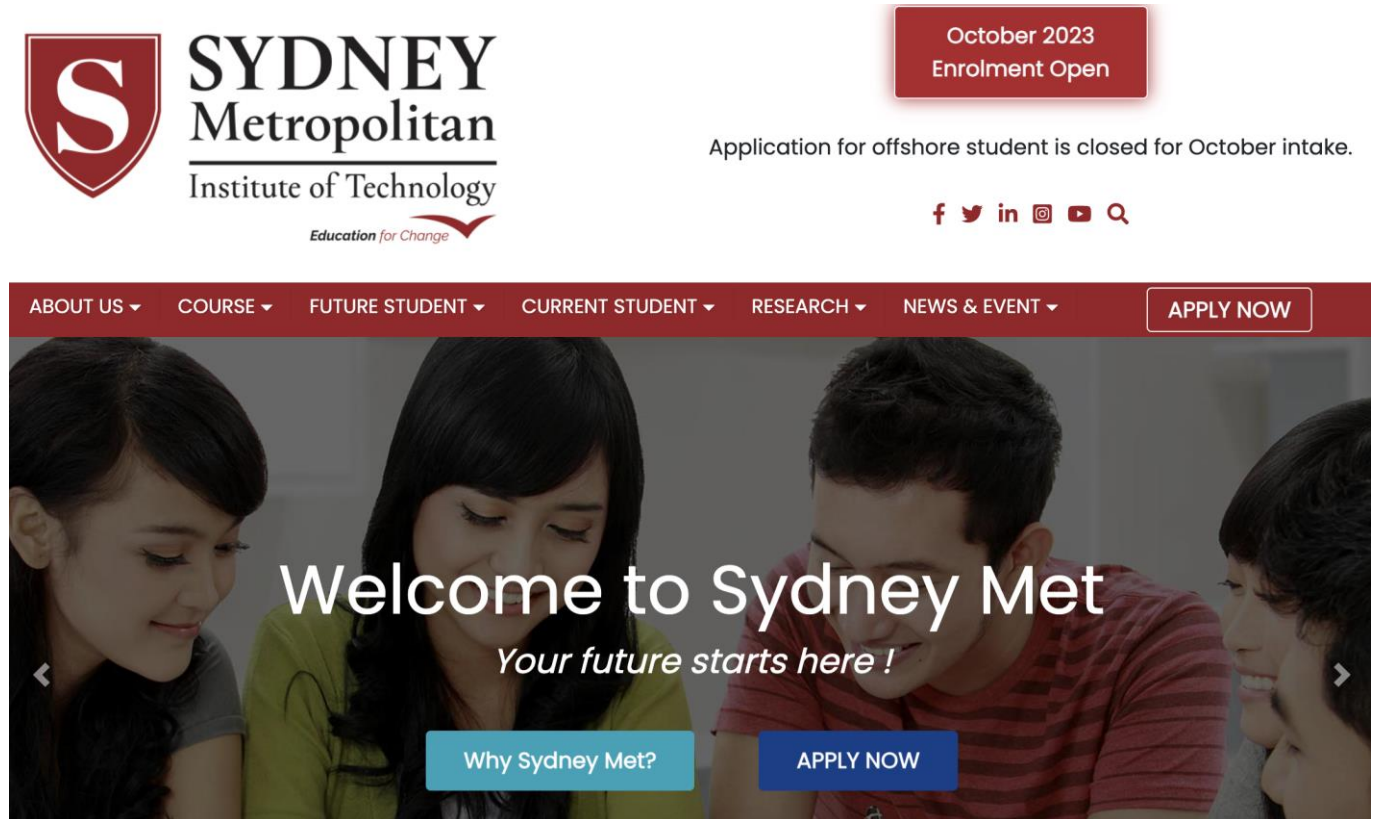 SYDNEY
Metropolitan
Institute of Technology
Education for Change
October 2023
Enrolment Open
Application for offshore student is closed for October intake.
ABOUT US COURSE FUTURE STUDENT CURRENT STUDENT RESEARCH NEWS & EVENT APPLY NOW
Welcome to Sydney Met
Your future starts here !
Why Sydney Met? APPLY NOW